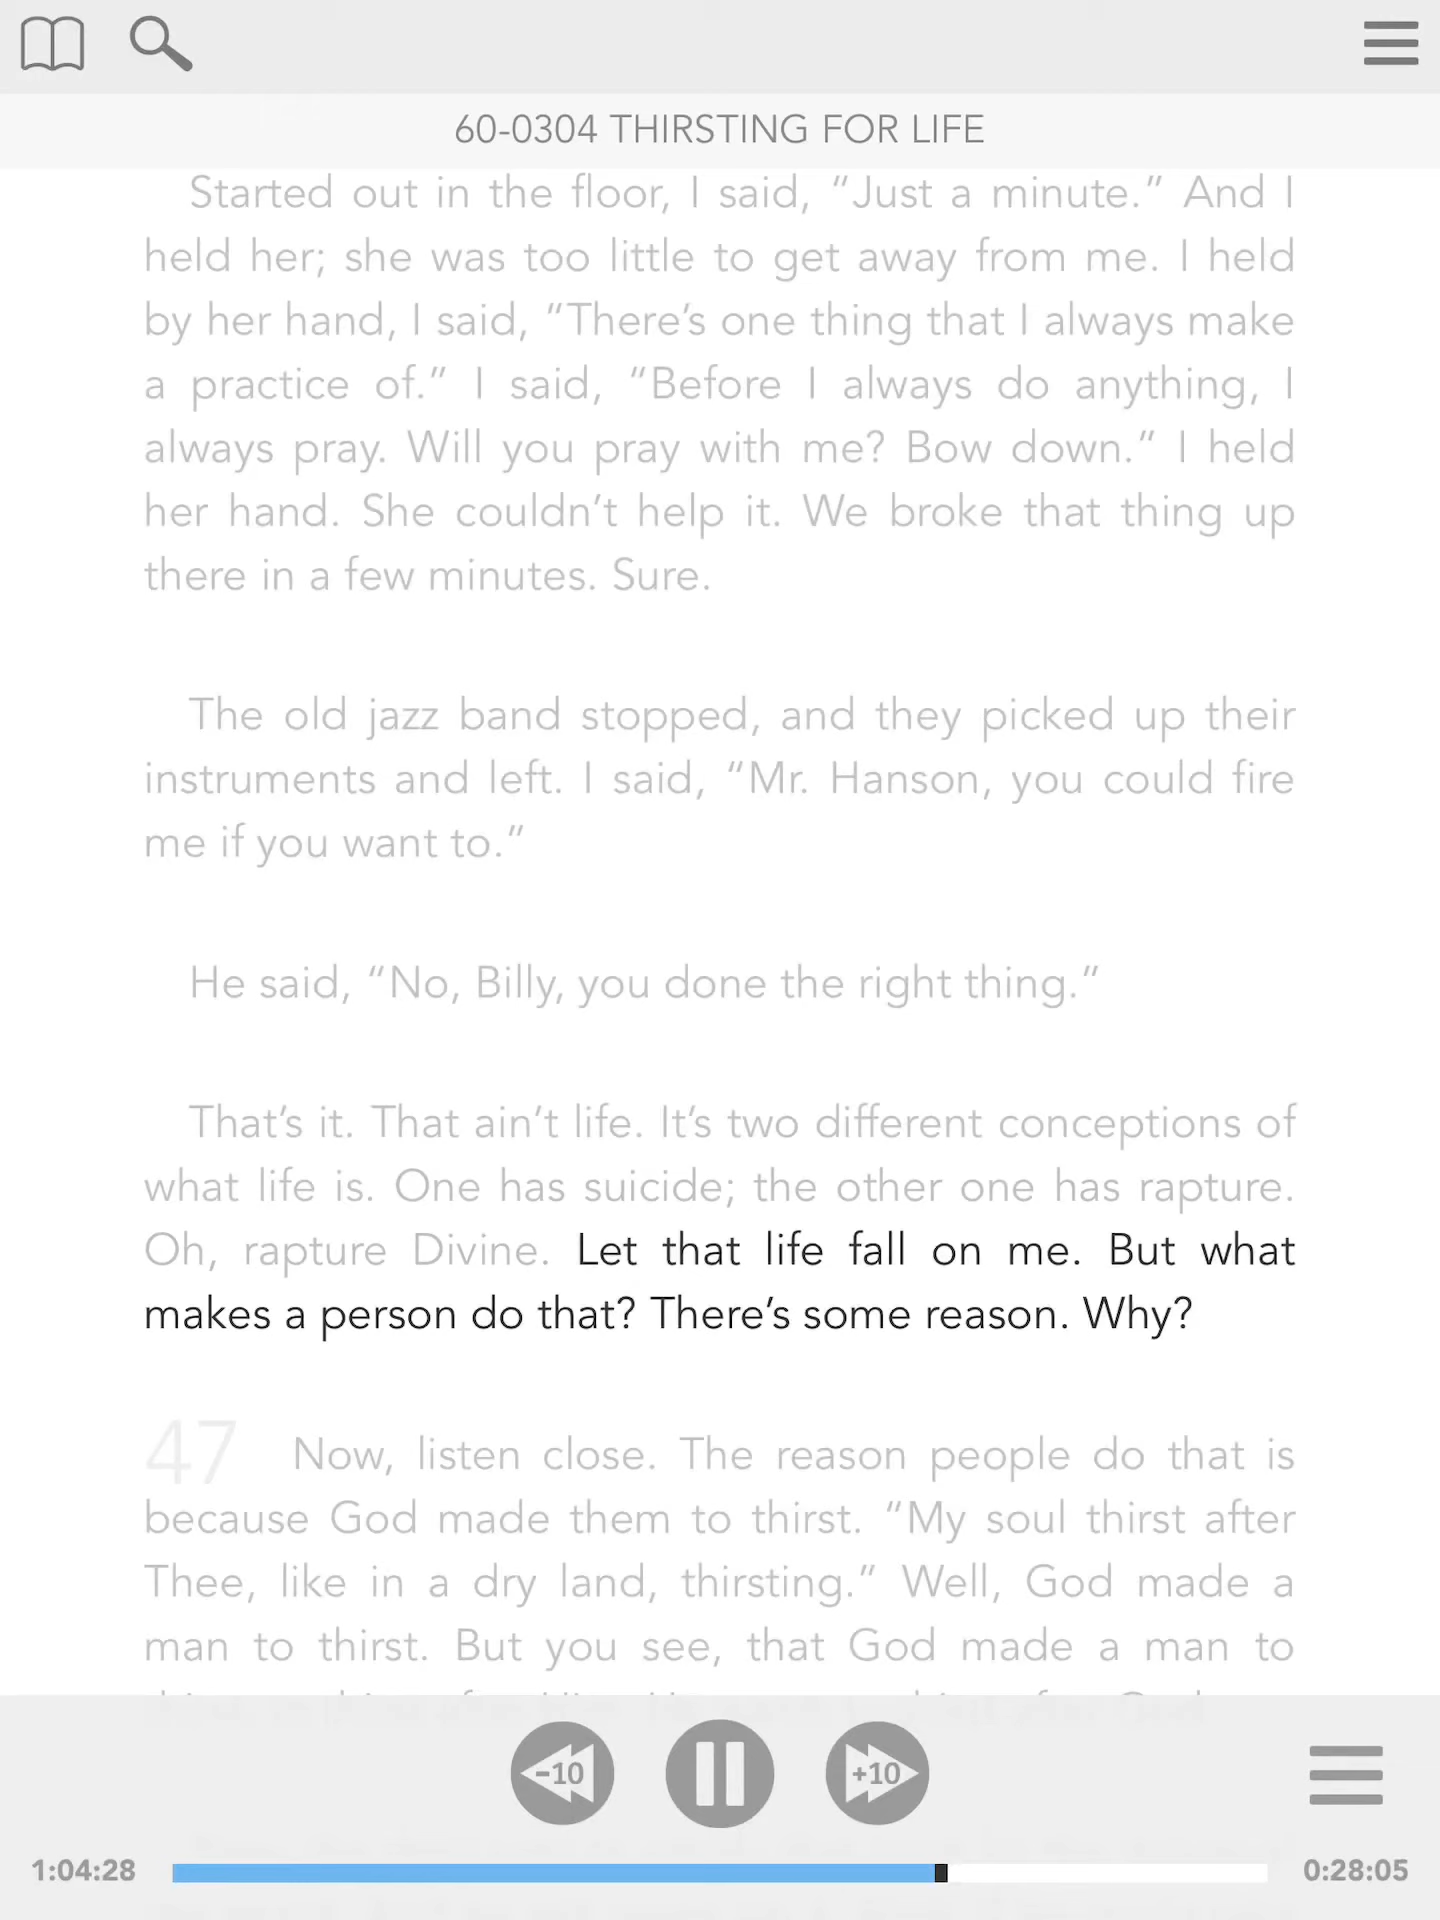 60-0304 THIRSTING FOR LIFE
Started out in the floor, I said, “Just a minute.” And I
held her; she was too little to get away from me. I held
by her hand, I said, “There’s one thing that I always make
a practice of.” I said, “Before I always do anything, I
always pray. Will you pray with me? Bow down.” I held
her hand. She couldn’t help it. We broke that thing up
there in a few minutes. Sure.
The old jazz band stopped, and they picked up their
instruments and left. I said, “Mr. Hanson, you could fire
me if you want to.”
He said, “No, Billy, you done the right thing.”
That’s it. That ain’t life. It’s two different conceptions of
what life is. One has suicide; the other one has rapture.
Oh, rapture Divine. Let that life fall on me. But what
makes a person do that? There’s some reason. Why?
47 Now, listen close. The reason people do that is
because God made them to thirst. “My soul thirst after
Thee, like in a dry land, thirsting.” Well, God made a
man to thirst. But you see, that God made a man to
-10 +10
1:04:28 0:28:05